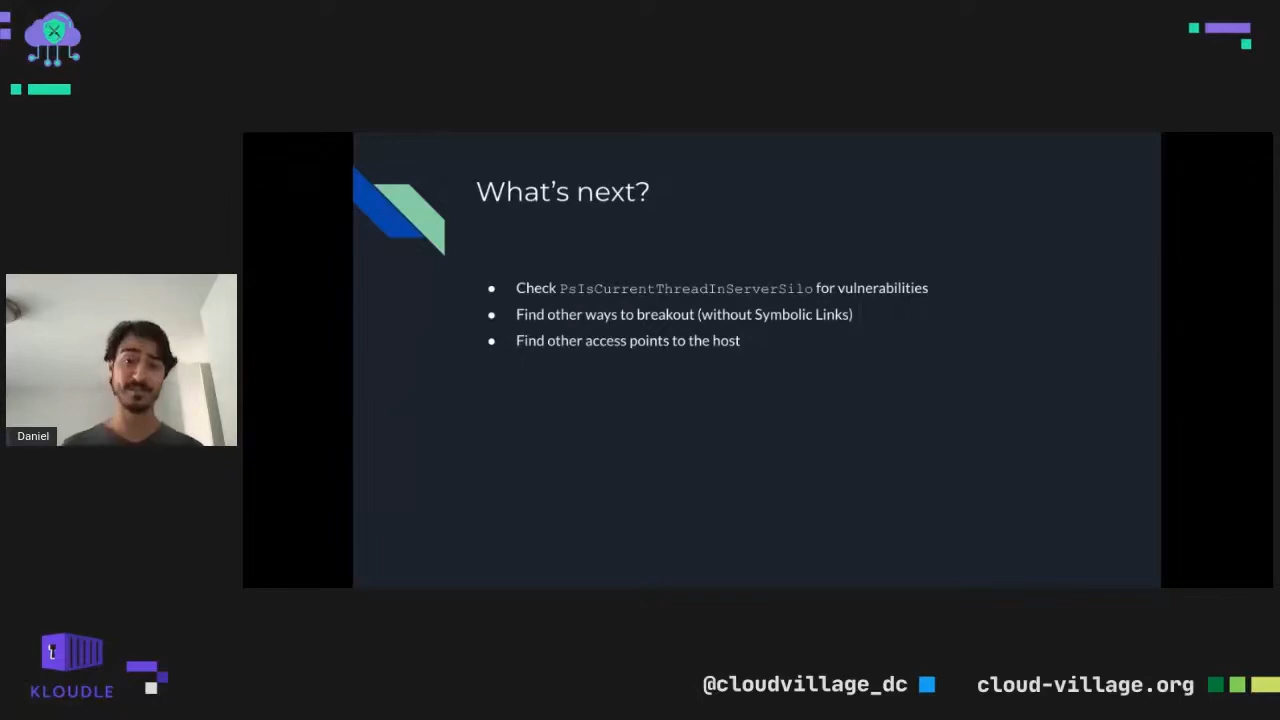 What's next?
● Check PsIsCurrentThreadInServerSilo for vulnerabilities
● Find other ways to breakout (without Symbolic Links)
● Find other access points to the host
Daniel
KLOUDLE
@cloudvillage_dc
cloud-village.org